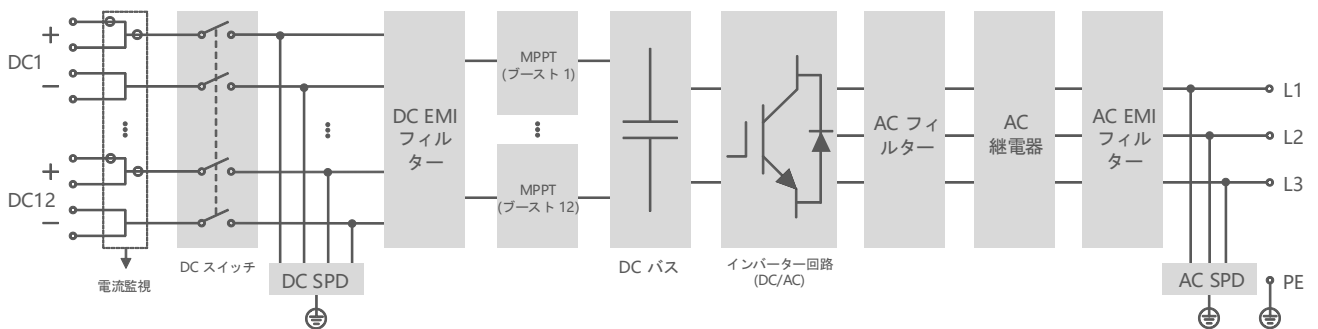 DC1
+
−
DC12
+
−
電流監視
DC スイッチ
DC SPD
DC EMI
フィル
ター
MPPT
(ブースト 1)
MPPT
(ブースト 12)
DC バス
インバーター回路
(DC/AC)
AC フィ
ルター
AC
継電器
AC EMI
フィル
ター
AC SPD
L1
L2
L3
PE